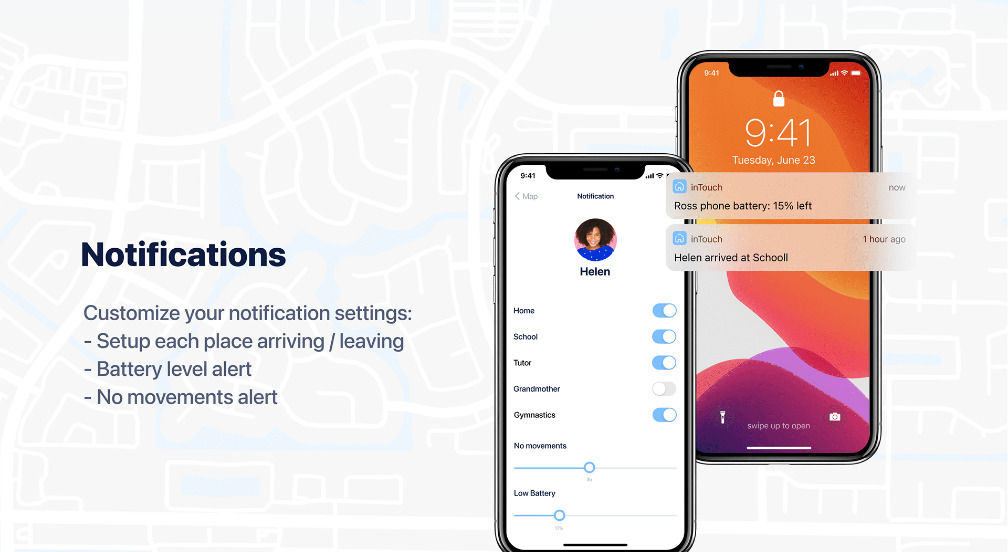 Notifications
Customize your notification settings:
- Setup each place arriving / leaving
- Battery level alert
- No movements alert
9:41
Map
Notification
Helen
Home
School
Tutor
Grandmother
Gymnastics
No movements
Low Battery
9:41
9:41
Tuesday, June 23
inTouch
now
Ross phone battery: 15% left
inTouch
1 hour ago
Helen arrived at Schooll
swipe up to open